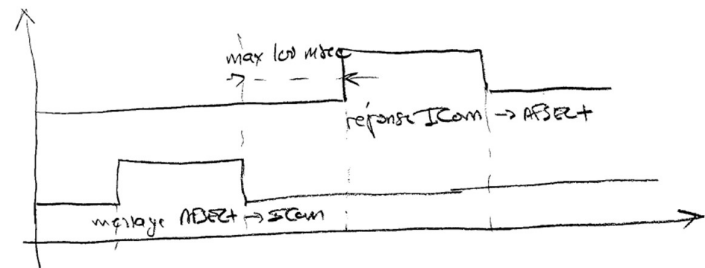 max 100 msec
réponse ICom → AFSEC+
message AFSEC+ → ICom